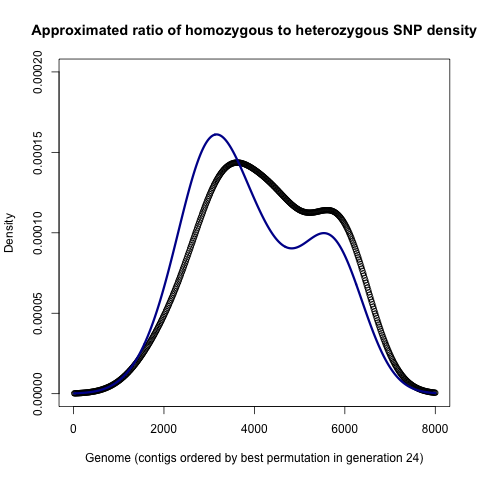 Approximated ratio of homozygous to heterozygous SNP density
0.00020
0.00015
0.00010
0.00005
0.00000
Density
0 2000 4000 6000 8000
Genome (contigs ordered by best permutation in generation 24)